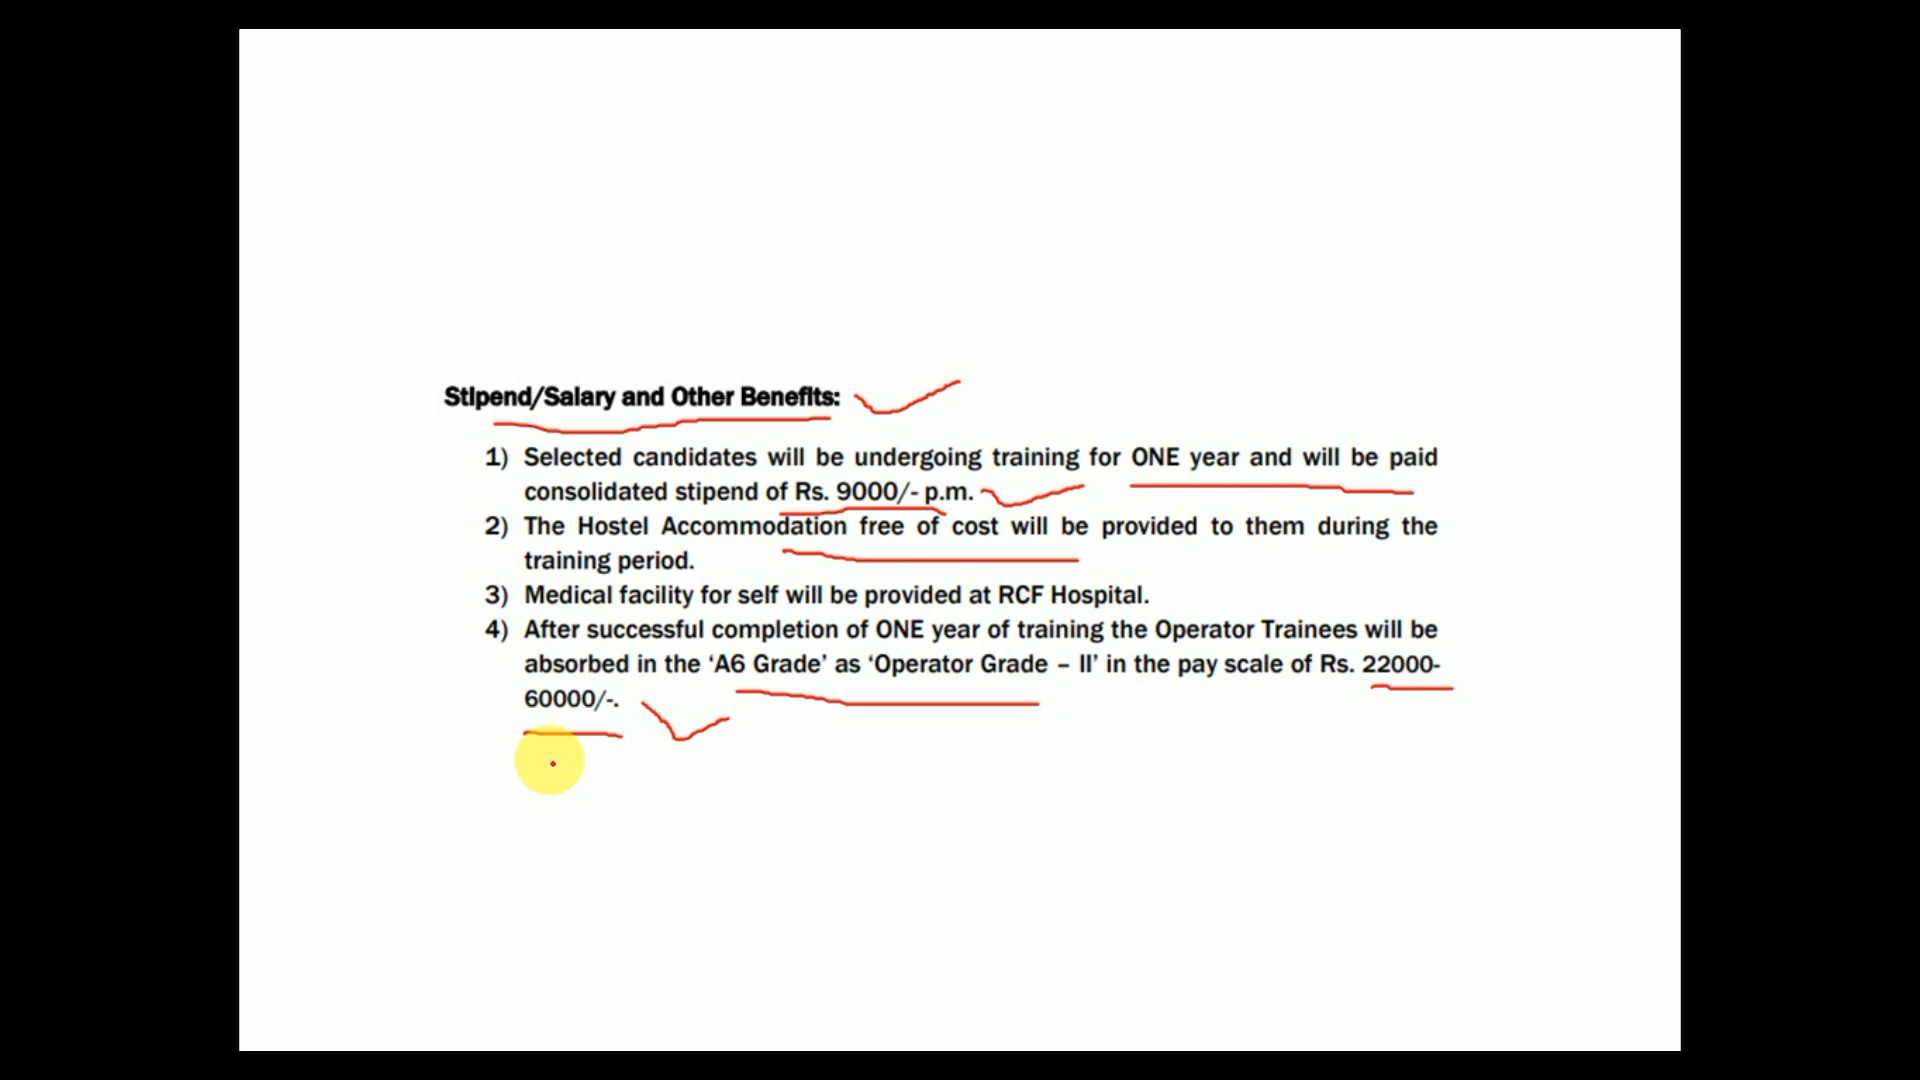 Stipend/Salary and Other Benefits:
1) Selected candidates will be undergoing training for ONE year and will be paid
consolidated stipend of Rs. 9000/- p.m.
2) The Hostel Accommodation free of cost will be provided to them during the
training period.
3) Medical facility for self will be provided at RCF Hospital.
4) After successful completion of ONE year of training the Operator Trainees will be
absorbed in the ‘A6 Grade’ as ‘Operator Grade – II’ in the pay scale of Rs. 22000-
60000/-.